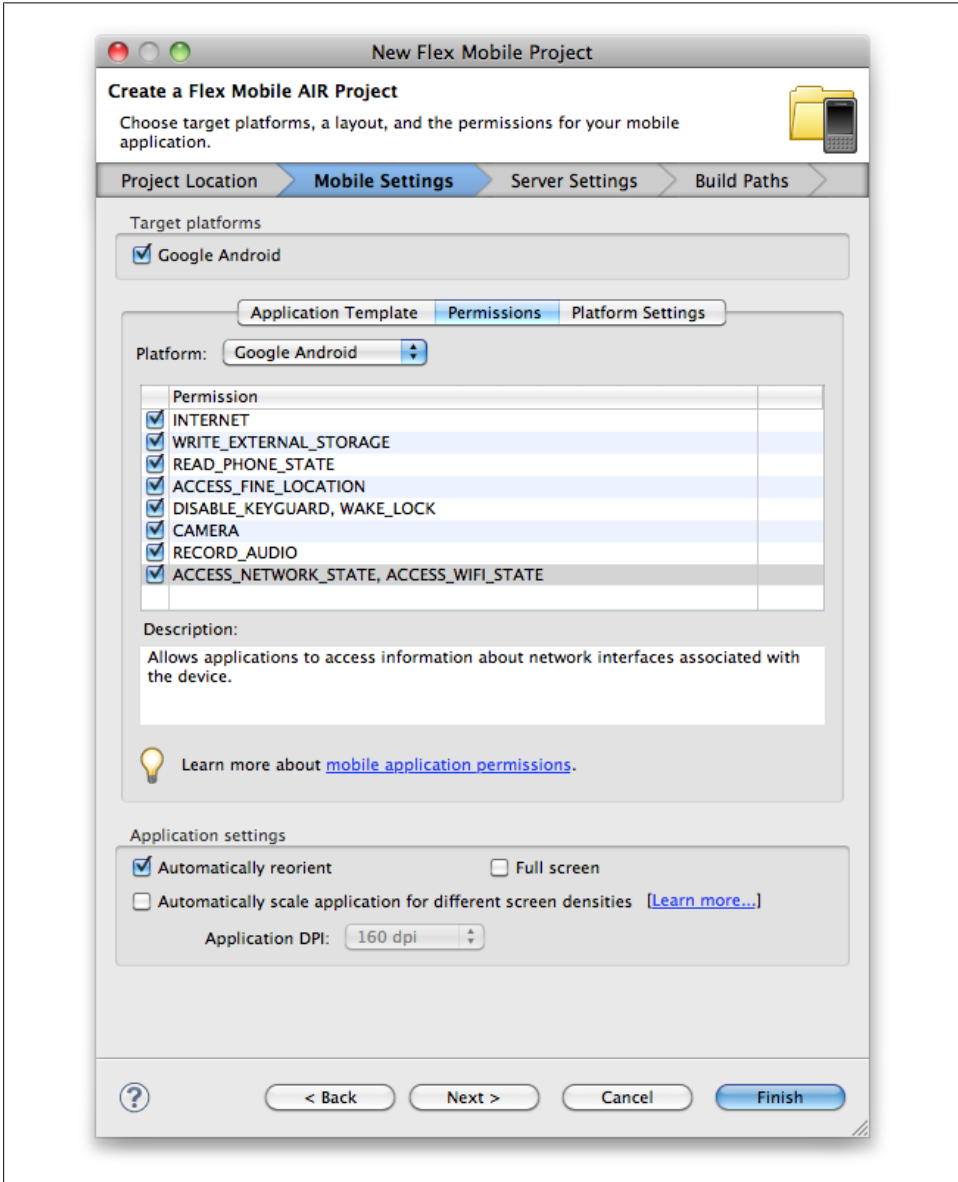 New Flex Mobile Project
Create a Flex Mobile AIR Project
Choose target platforms, a layout, and the permissions for your mobile
application.
Project Location Mobile Settings Server Settings Build Paths
Target platforms
Google Android
Application Template Permissions Platform Settings
Platform: Google Android
Permission
INTERNET
WRITE_EXTERNAL_STORAGE
READ_PHONE_STATE
ACCESS_FINE_LOCATION
DISABLE_KEYGUARD, WAKE_LOCK
CAMERA
RECORD_AUDIO
ACCESS_NETWORK_STATE, ACCESS_WIFI_STATE
Description:
Allows applications to access information about network interfaces associated with
the device.
Learn more about mobile application permissions.
Application settings
Automatically reorient Full screen
Automatically scale application for different screen densities [Learn more...]
Application DPI: 160 dpi
? < Back Next > Cancel Finish